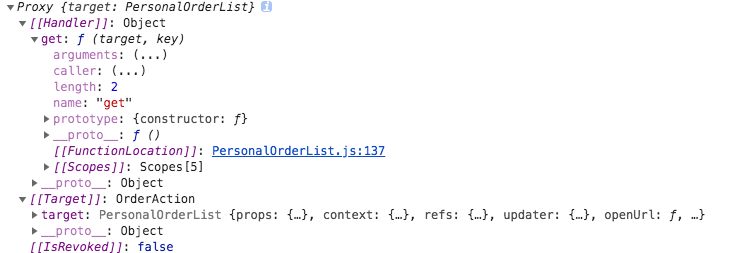 Proxy {target: PersonalOrderList} i
[[Handler]]: Object
get: ƒ (target, key)
arguments: (...)
caller: (...)
length: 2
name: "get"
prototype: {constructor: ƒ}
__proto__: ƒ ()
[[FunctionLocation]]: PersonalOrderList.js:137
[[Scopes]]: Scopes[5]
__proto__: Object
[[Target]]: OrderAction
target: PersonalOrderList {props: {…}, context: {…}, refs: {…}, updater: {…}, openUrl: ƒ, …}
__proto__: Object
[[IsRevoked]]: false